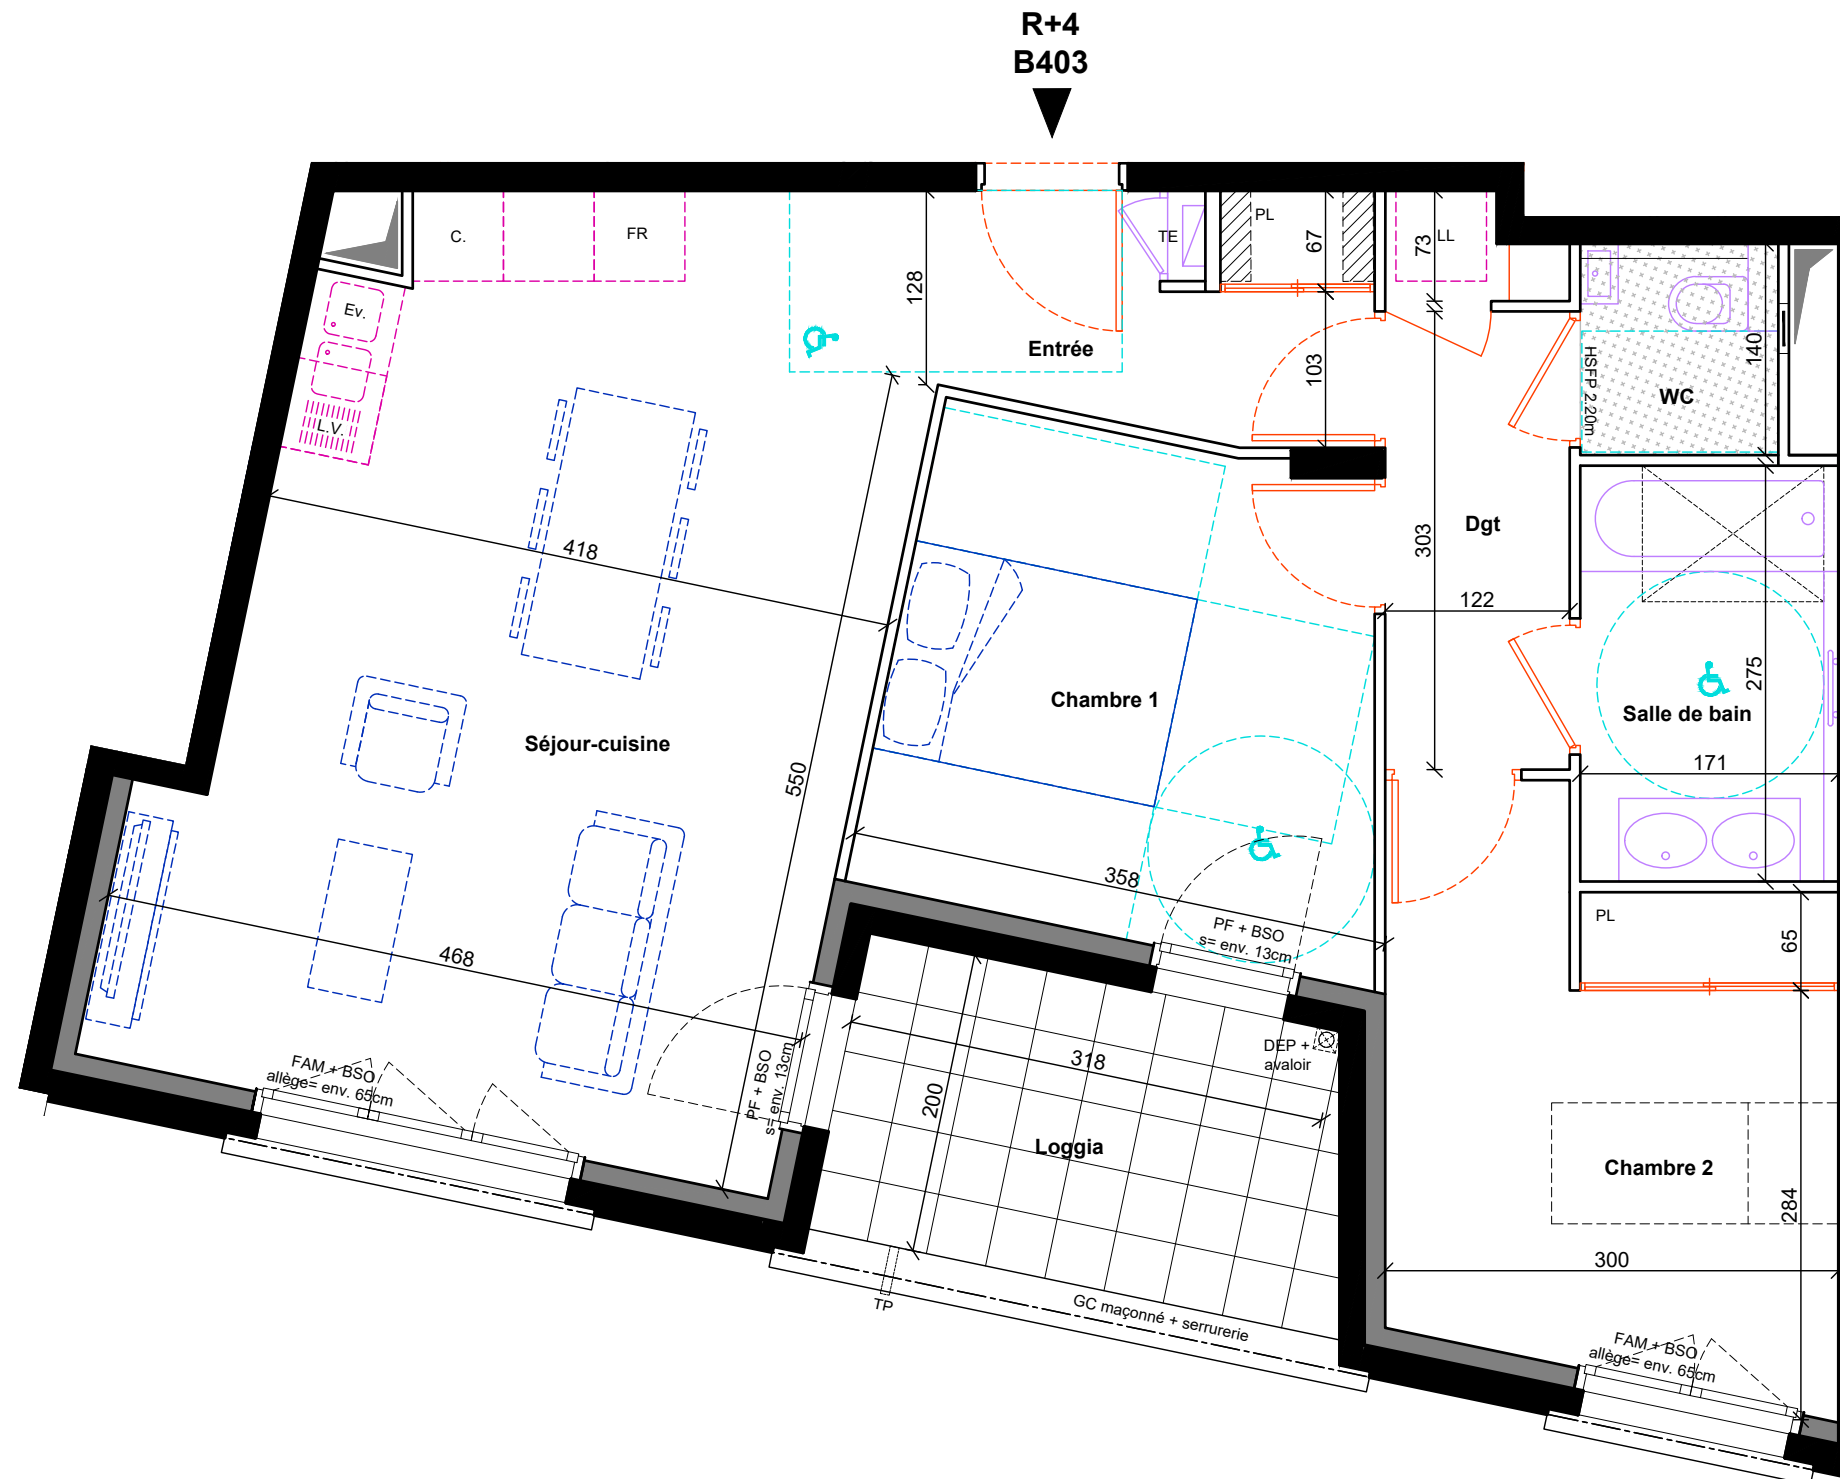 R+4
B403
C.
FR
TE
PL
67
73
LL
128
Ev.
Entrée
103
HSFP 2.20m
140
WC
L.V.
418
Dgt
303
122
Chambre 1
275
Salle de bain
Séjour-cuisine
171
550
358
PL
65
PF + BSO
s= env. 13cm
468
DEP +
avaloir
318
PF + BSO
s= env. 13cm
FAM + BSO
allège= env. 65cm
200
Loggia
Chambre 2
284
300
TP
GC maçonné + serrurerie
FAM + BSO
allège= env. 65cm